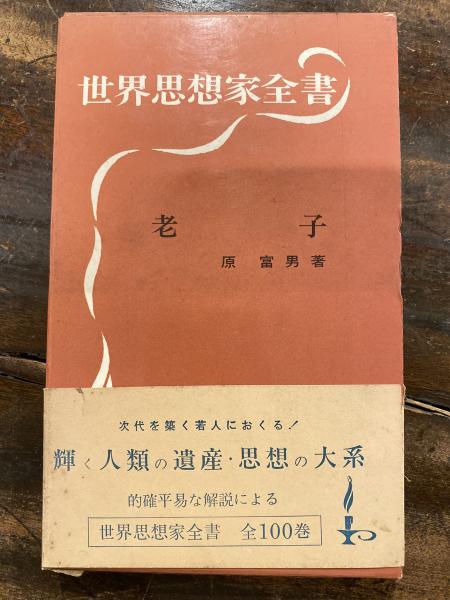 世界思想家全書
老子
原富男著
次代を築く若人におくる!
輝く人類の遺産・思想の大系
的確平易な解説による
世界思想家全書 全100巻